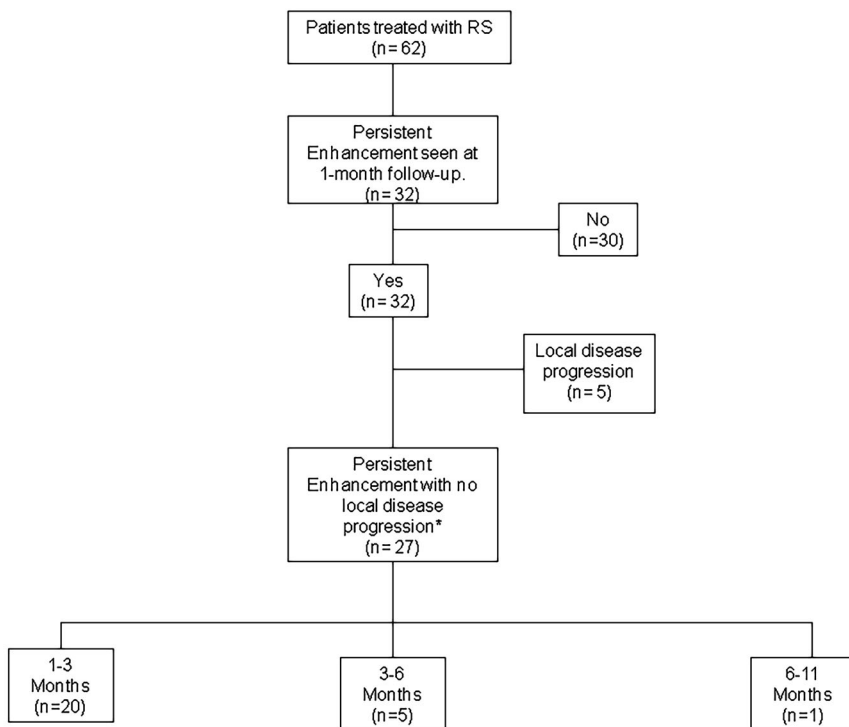 Patients treated with RS
(n=62)
Persistent
Enhancement seen at
1-month follow-up.
(n=32)
No
(n=30)
Yes
(n=32)
Local disease
progression
(n=5)
Persistent
Enhancement with no
local disease
progression*
(n=27)
1-3
Months
(n=20)
3-6
Months
(n=5)
6-11
Months
(n=1)